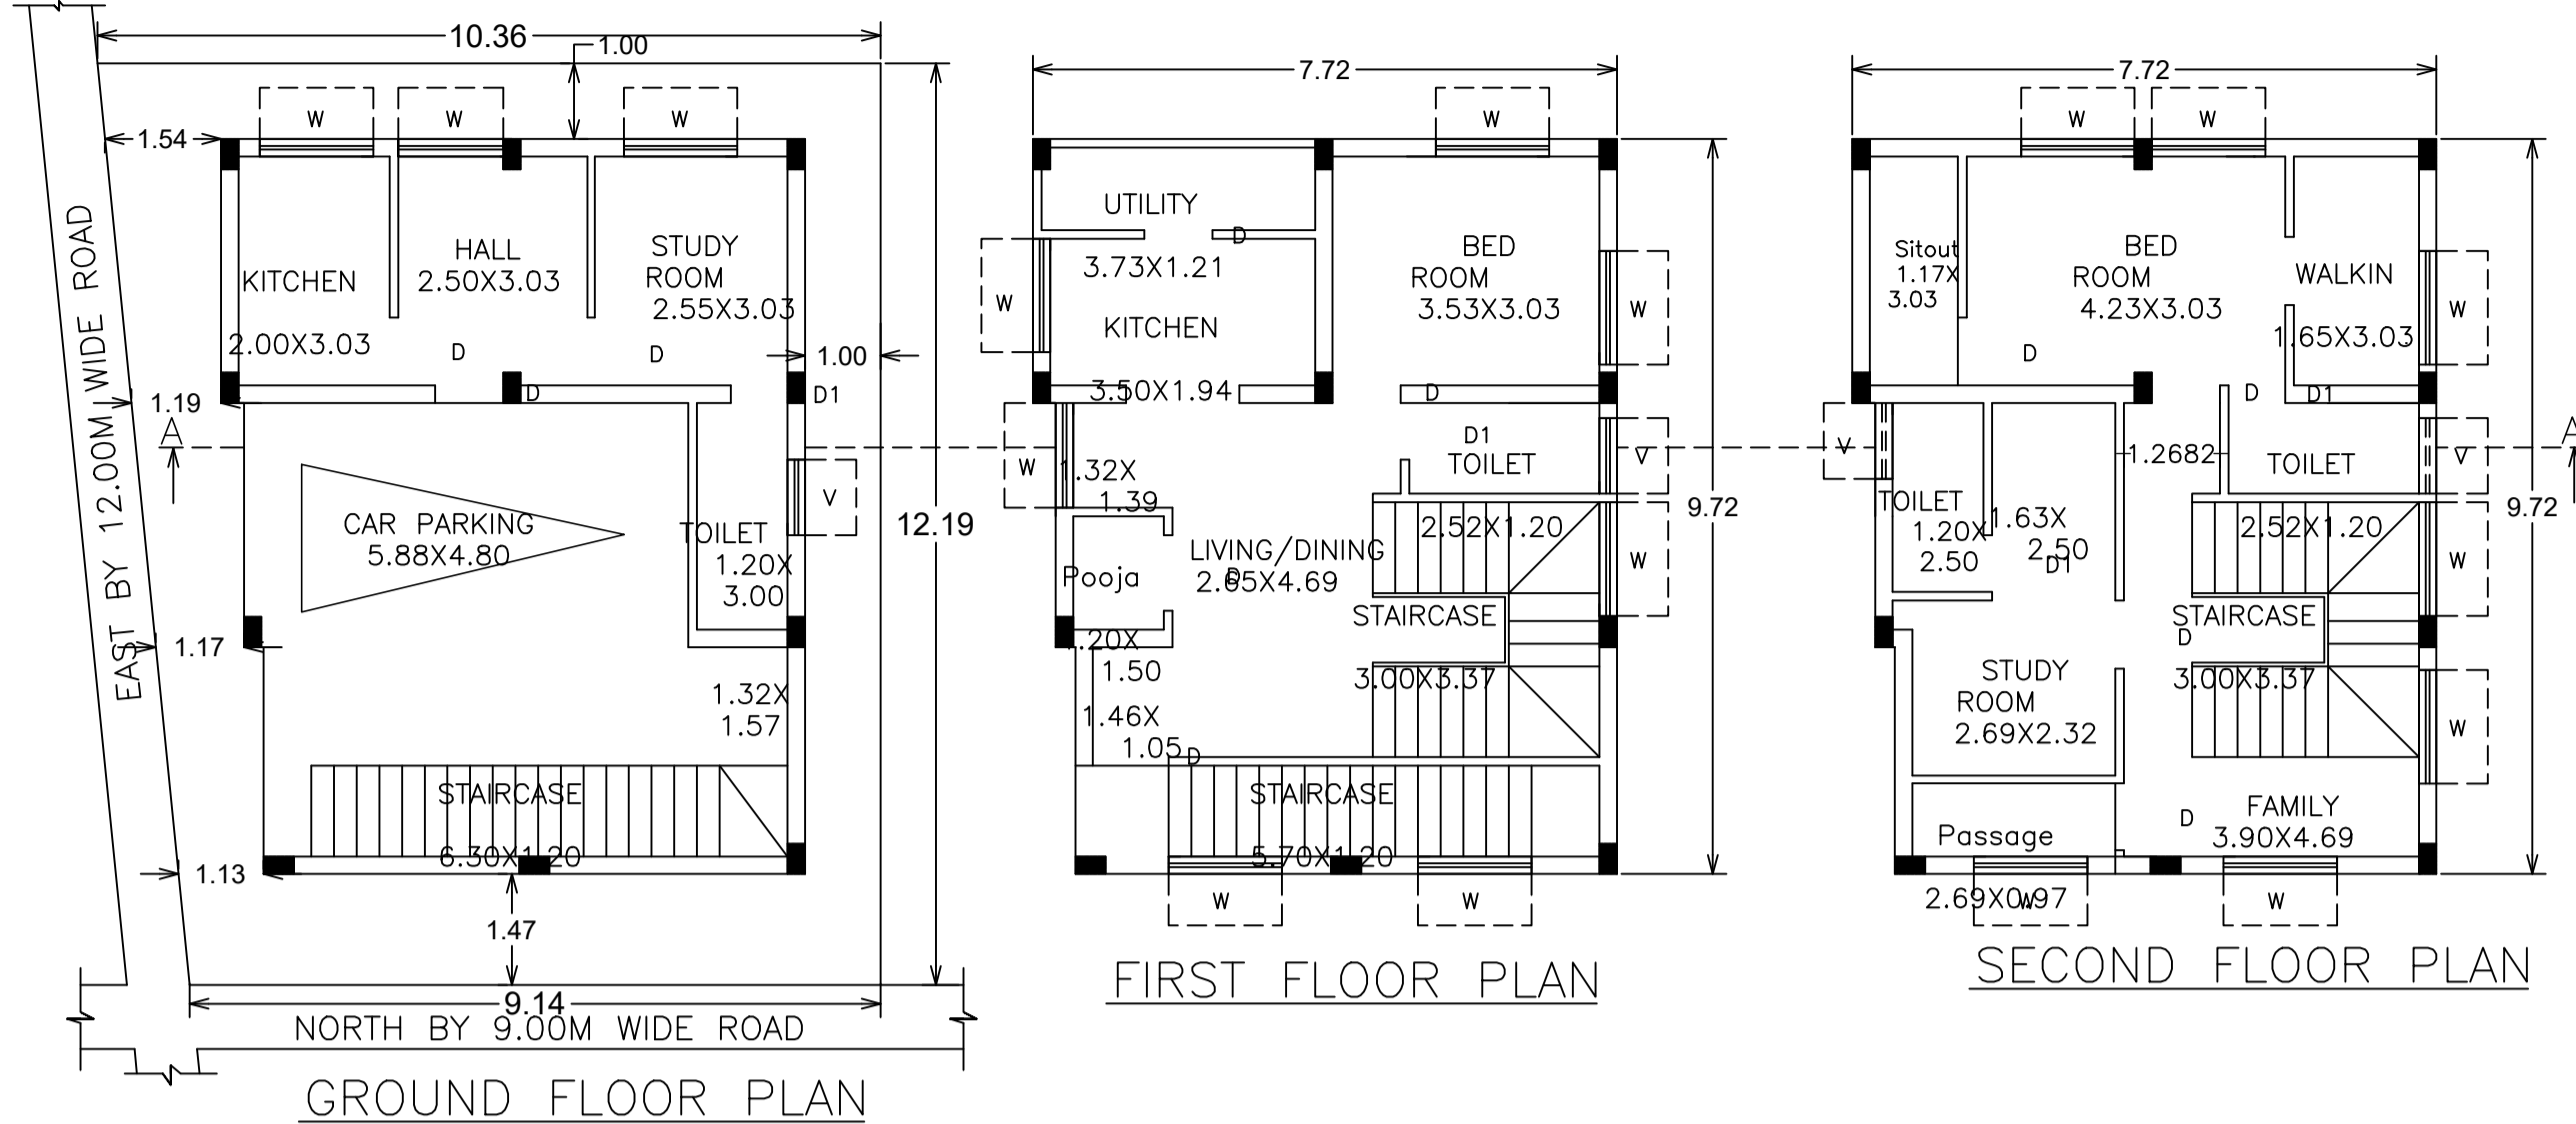 10.36
1.00
W
W
W
1.54
KITCHEN
2.00X3.03
HALL
2.50X3.03
STUDY
ROOM
2.55X3.03
D
D
D
D1
1.00
1.19
A
EAST BY 12.00M WIDE ROAD
CAR PARKING
5.88X4.80
TOILET
1.20X
3.00
V
12.19
1.17
1.32X
1.57
STAIRCASE
6.30X1.20
1.13
1.47
9.14
NORTH BY 9.00M WIDE ROAD
GROUND FLOOR PLAN
7.72
W
UTILITY
D
3.73X1.21
W
KITCHEN
3.50X1.94
BED
ROOM
3.53X3.03
W
D
9.72
W
1.32X
1.39
D1
TOILET
V
2.52X1.20
LIVING/DINING
2.65X4.69
D
Pooja
1.20X
1.50
W
STAIRCASE
3.00X3.37
1.46X
1.05
D
STAIRCASE
5.70X1.20
W
W
FIRST FLOOR PLAN
7.72
W
W
Sitout
1.17X
3.03
BED
ROOM
4.23X3.03
WALKIN
1.65X3.03
W
D
D
D1
V
1.2682
TOILET
V
A
2.52X1.20
TOILET
1.20X
2.50
1.63X
2.50
D1
W
9.72
STAIRCASE
D
3.00X3.37
STUDY
ROOM
2.69X2.32
W
FAMILY
3.90X4.69
D
Passage
2.69X0.97
W
W
SECOND FLOOR PLAN